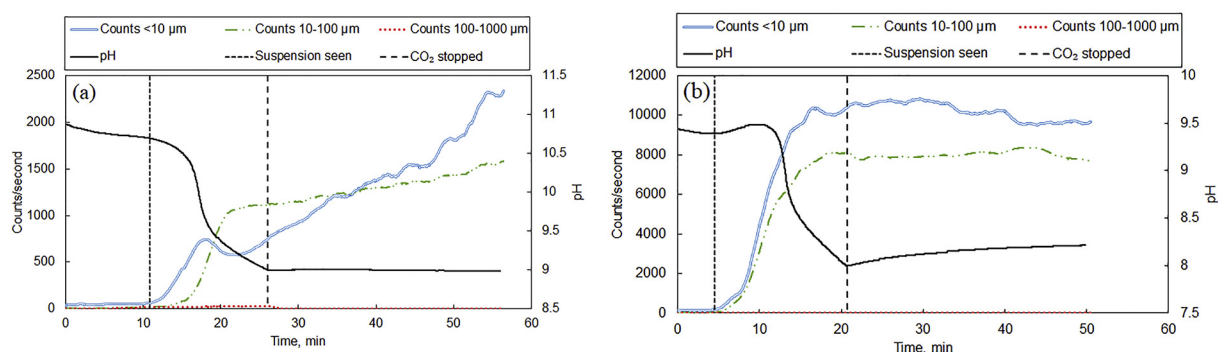 Counts <10 µm Counts 10-100 µm Counts 100-1000 µm
pH Suspension seen CO₂ stopped
(a)
2500
2000
1500
1000
500
0
Counts/second
11.5
11
10.5
10
9.5
9
8.5
pH
0 10 20 30 40 50 60
Time, min
Counts <10 µm Counts 10-100 µm Counts 100-1000 µm
pH Suspension seen CO₂ stopped
(b)
12000
10000
8000
6000
4000
2000
0
Counts/second
10
9.5
9
8.5
8
7.5
pH
0 10 20 30 40 50 60
Time, min